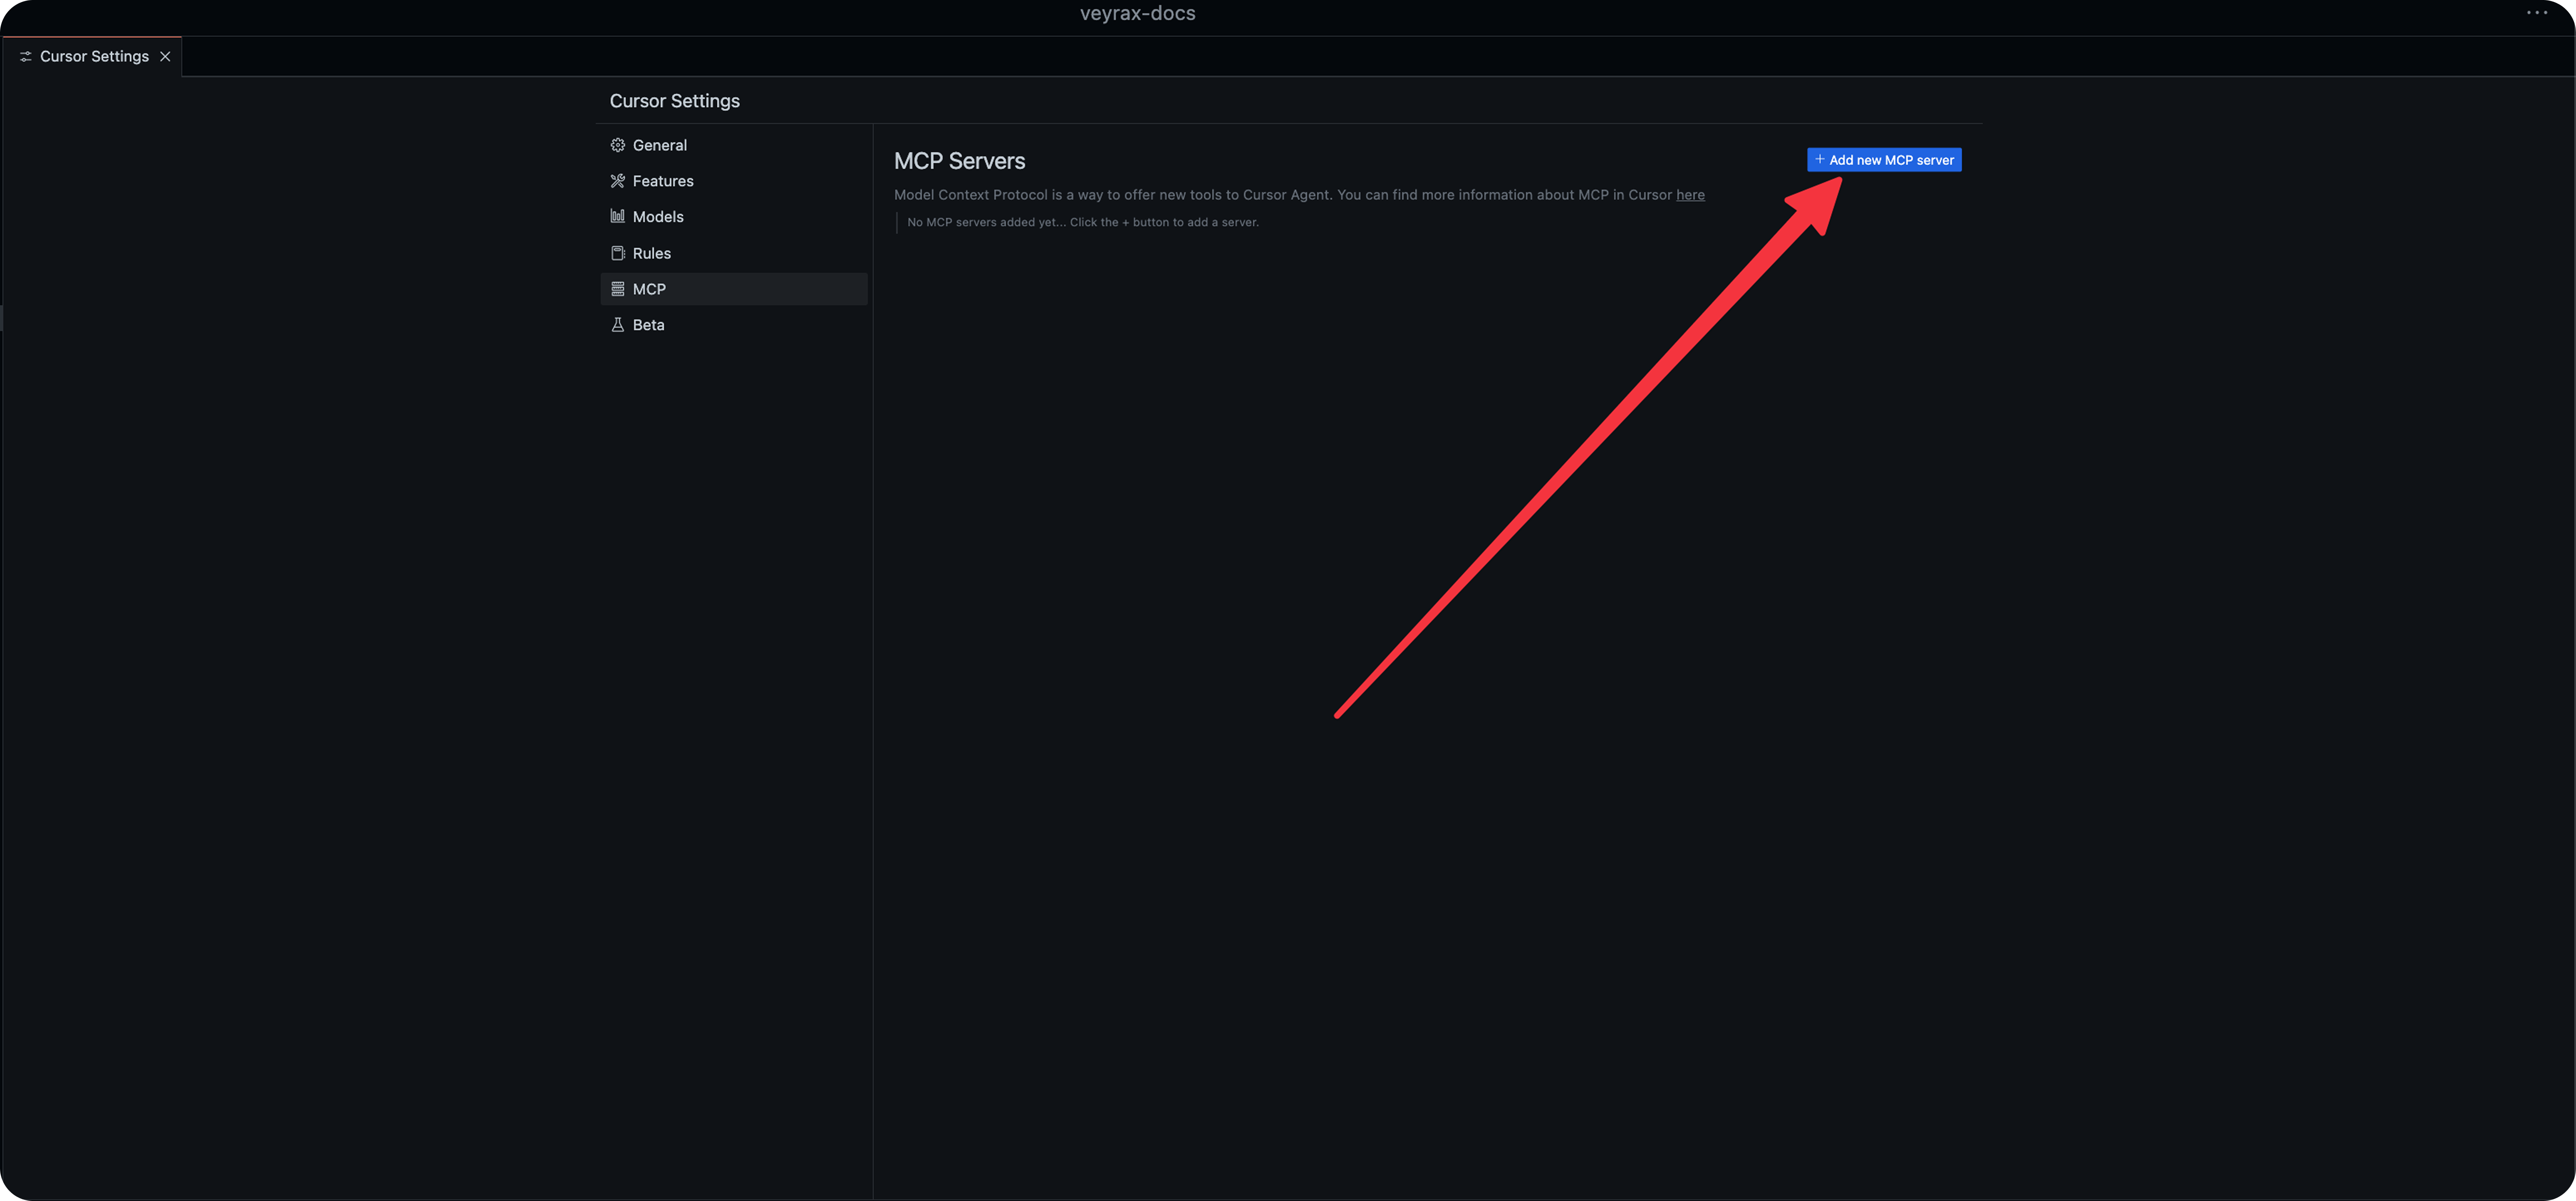 veyrax-docs
Cursor Settings
Cursor Settings
General
Features
Models
Rules
MCP
Beta
MCP Servers
+ Add new MCP server
Model Context Protocol is a way to offer new tools to Cursor Agent. You can find more information about MCP in Cursor here
No MCP servers added yet... Click the + button to add a server.